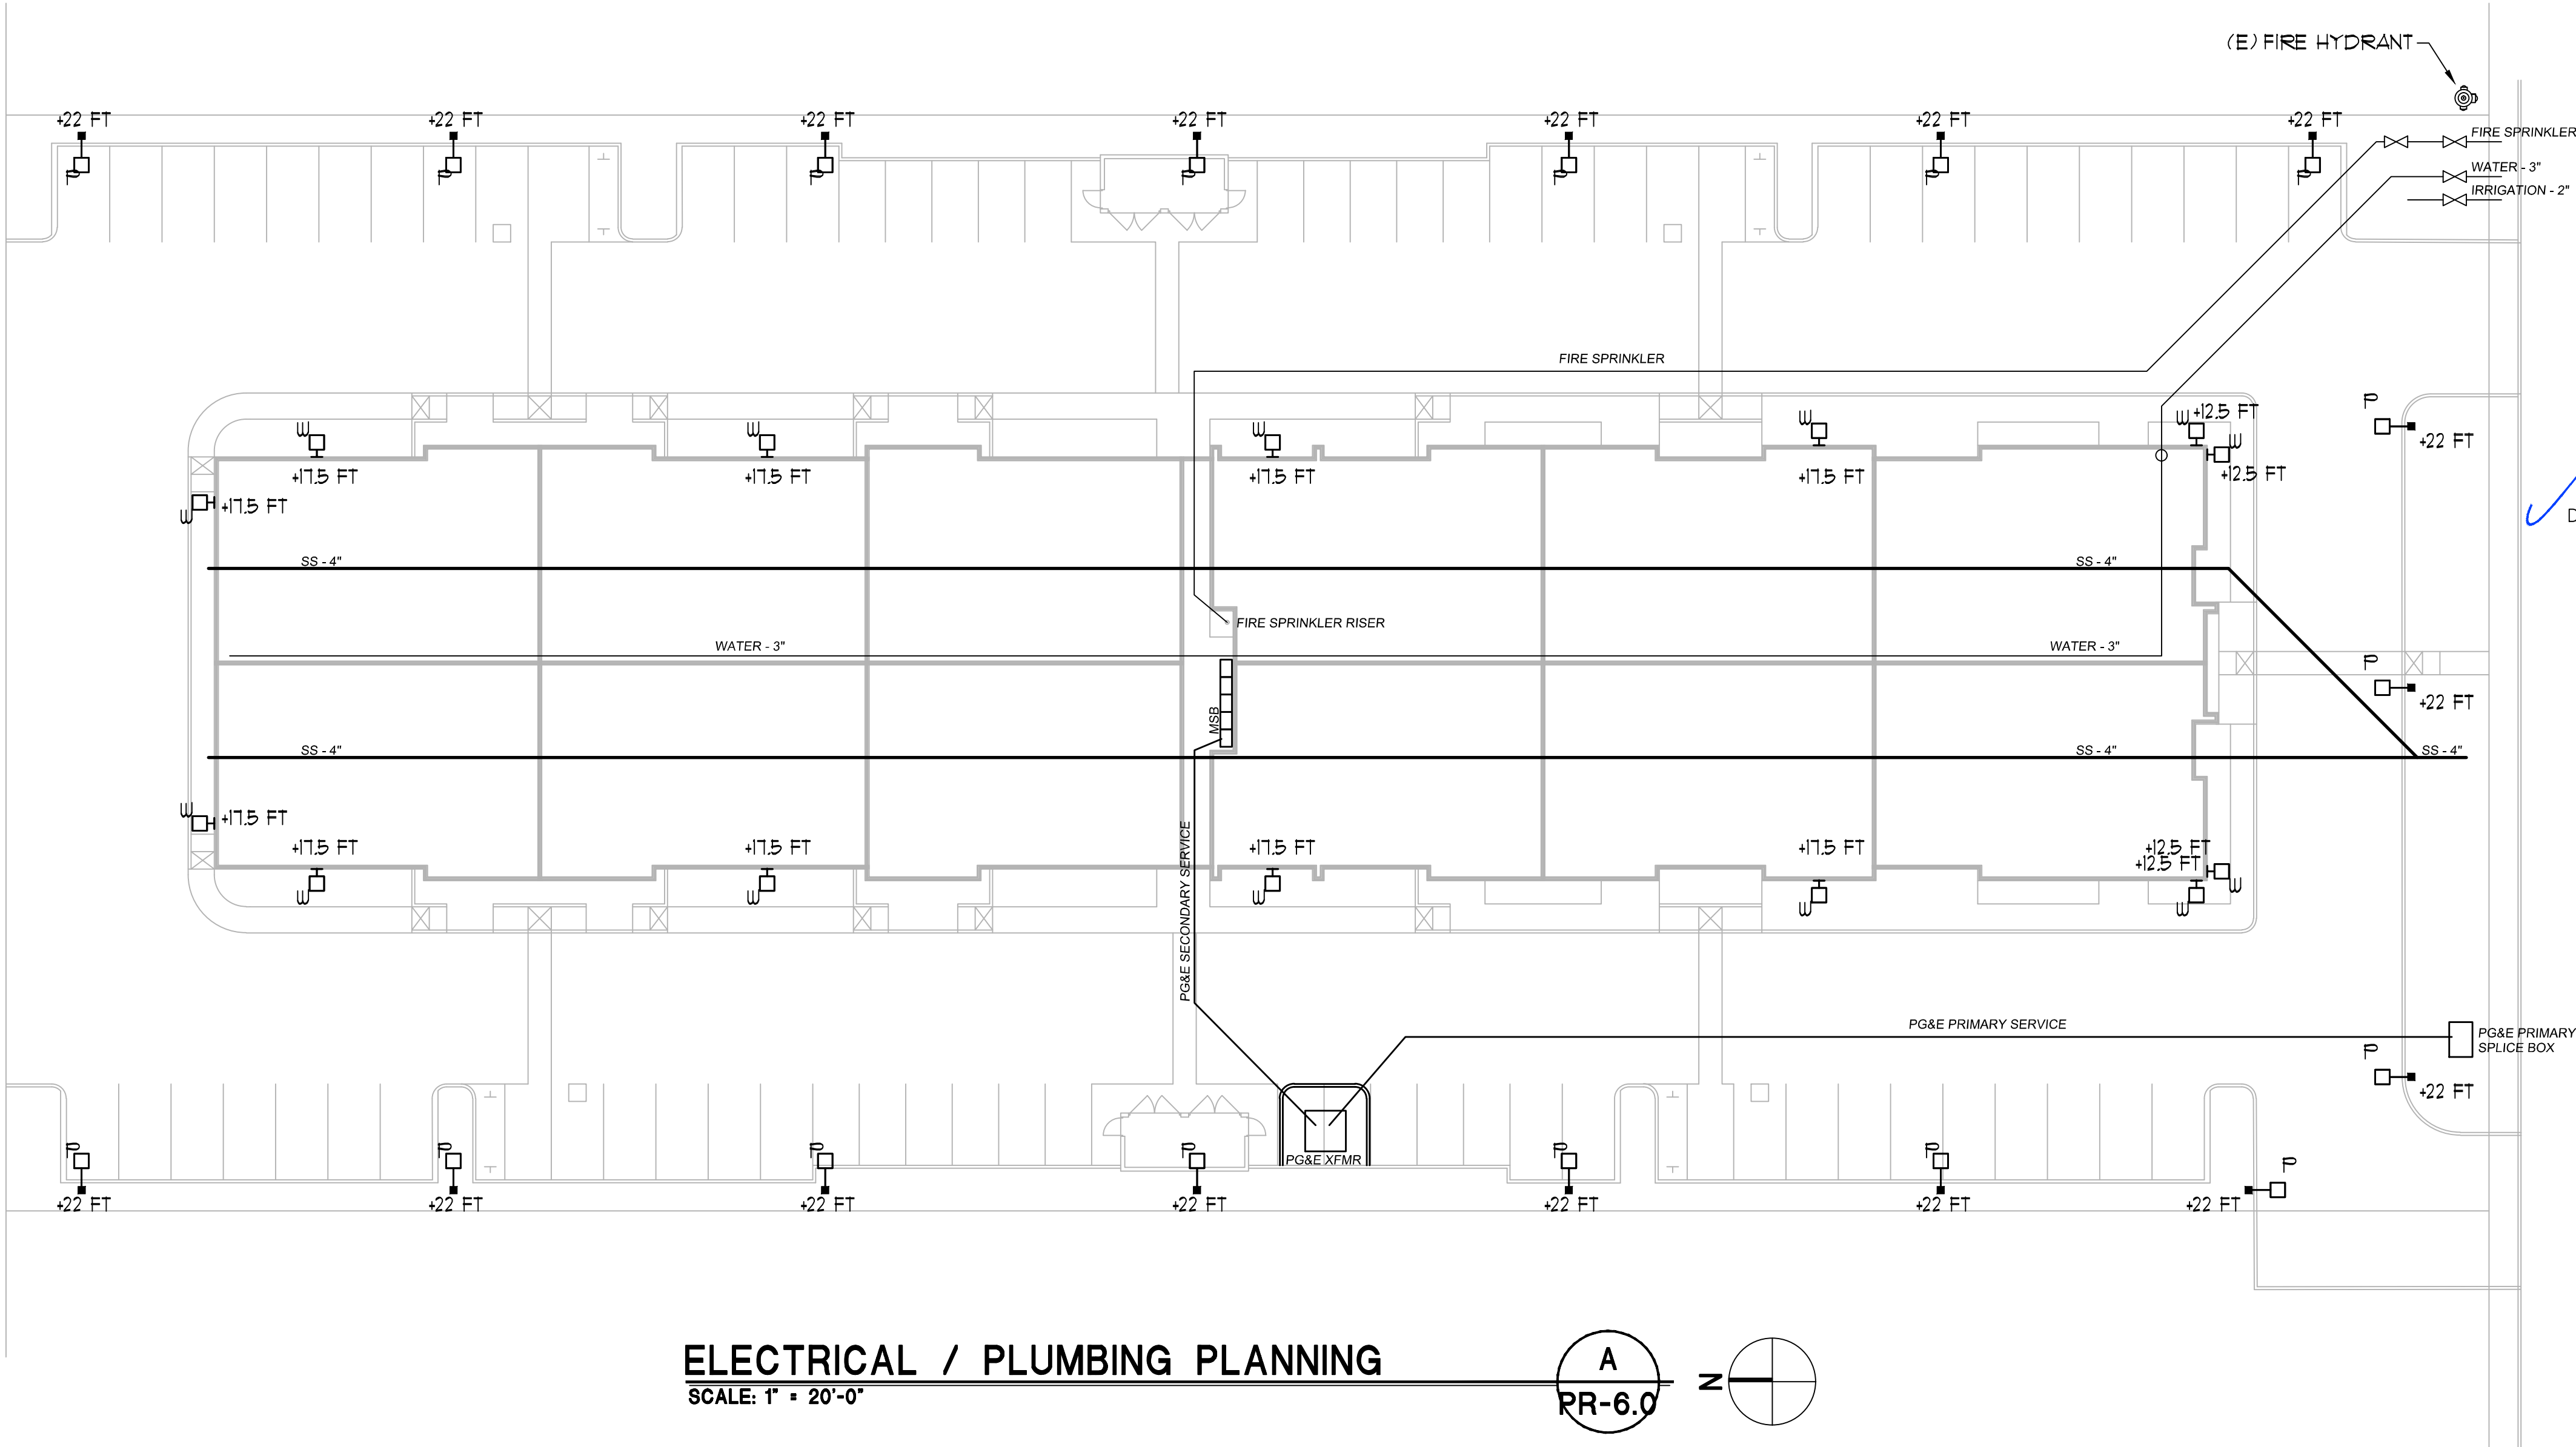 (E) FIRE HYDRANT
+22 FT
+22 FT
+22 FT
+22 FT
+22 FT
+22 FT
+22 FT
FIRE SPRINKLER
WATER - 3"
IRRIGATION - 2"
P
P
P
P
P
P
P
FIRE SPRINKLER
P
+22 FT
W
W
W
W
W
+12.5 FT
W
+12.5 FT
+17.5 FT
+17.5 FT
+17.5 FT
+17.5 FT
+17.5 FT
W
D
SS - 4"
SS - 4"
FIRE SPRINKLER RISER
WATER - 3"
WATER - 3"
P
+22 FT
MSB
SS - 4"
SS - 4"
SS - 4"
W
+17.5 FT
+17.5 FT
+17.5 FT
+17.5 FT
+17.5 FT
+12.5 FT
+12.5 FT
W
W
W
W
W
W
PG&E SECONDARY SERVICE
PG&E PRIMARY SERVICE
PG&E PRIMARY
SPLICE BOX
P
+22 FT
P
P
P
P
P
P
P
PG&E XFMR
+22 FT
+22 FT
+22 FT
+22 FT
+22 FT
+22 FT
+22 FT
ELECTRICAL / PLUMBING PLANNING
SCALE: 1" = 20'-0"
A
PR-6.0
N